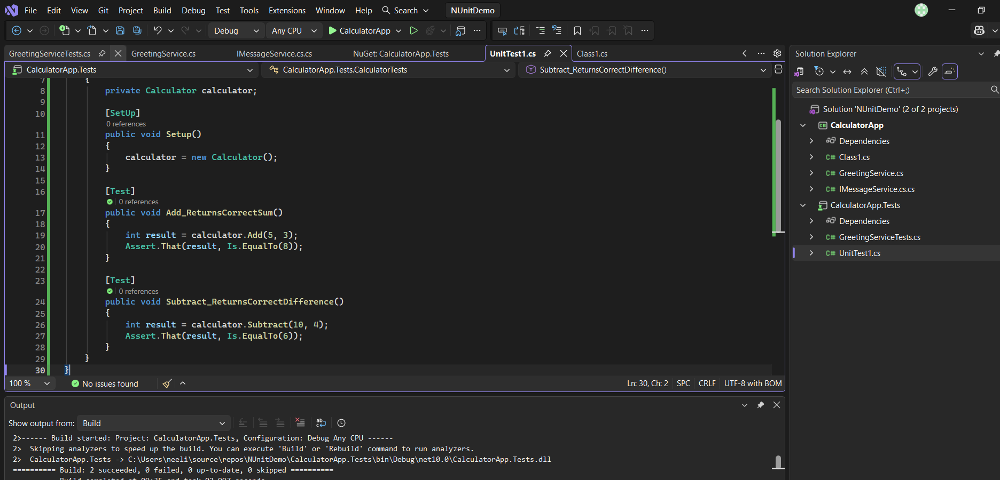 File Edit View Git Project Build Debug Test Tools Extensions Window Help Search NUnitDemo
Debug Any CPU CalculatorApp
GreetingServiceTests.cs GreetingService.cs IMessageService.cs.cs NuGet: CalculatorApp.Tests UnitTest1.cs Class1.cs
CalculatorApp.Tests CalculatorApp.Tests.CalculatorTests Subtract_ReturnsCorrectDifference()
7 {
8 private Calculator calculator;
9
10 [SetUp]
0 references
11 public void Setup()
12 {
13 calculator = new Calculator();
14 }
15
16 [Test]
0 references
17 public void Add_ReturnsCorrectSum()
18 {
19 int result = calculator.Add(5, 3);
20 Assert.That(result, Is.EqualTo(8));
21 }
22
23 [Test]
0 references
24 public void Subtract_ReturnsCorrectDifference()
25 {
26 int result = calculator.Subtract(10, 4);
27 Assert.That(result, Is.EqualTo(6));
28 }
29 }
30 }
100 % No issues found Ln: 30, Ch: 2 SPC CRLF UTF-8 with BOM
Output
Show output from: Build
2>------ Build started: Project: CalculatorApp.Tests, Configuration: Debug Any CPU ------
2> Skipping analyzers to speed up the build. You can execute 'Build' or 'Rebuild' command to run analyzers.
2> CalculatorApp.Tests -> C:\Users\neeli\source\repos\NUnitDemo\CalculatorApp.Tests\bin\Debug\net10.0\CalculatorApp.Tests.dll
========== Build: 2 succeeded, 0 failed, 0 up-to-date, 0 skipped ==========
Solution Explorer
Search Solution Explorer (Ctrl+;)
Solution 'NUnitDemo' (2 of 2 projects)
CalculatorApp
Dependencies
C# Class1.cs
C# GreetingService.cs
C# IMessageService.cs.cs
CalculatorApp.Tests
Dependencies
C# GreetingServiceTests.cs
C# UnitTest1.cs